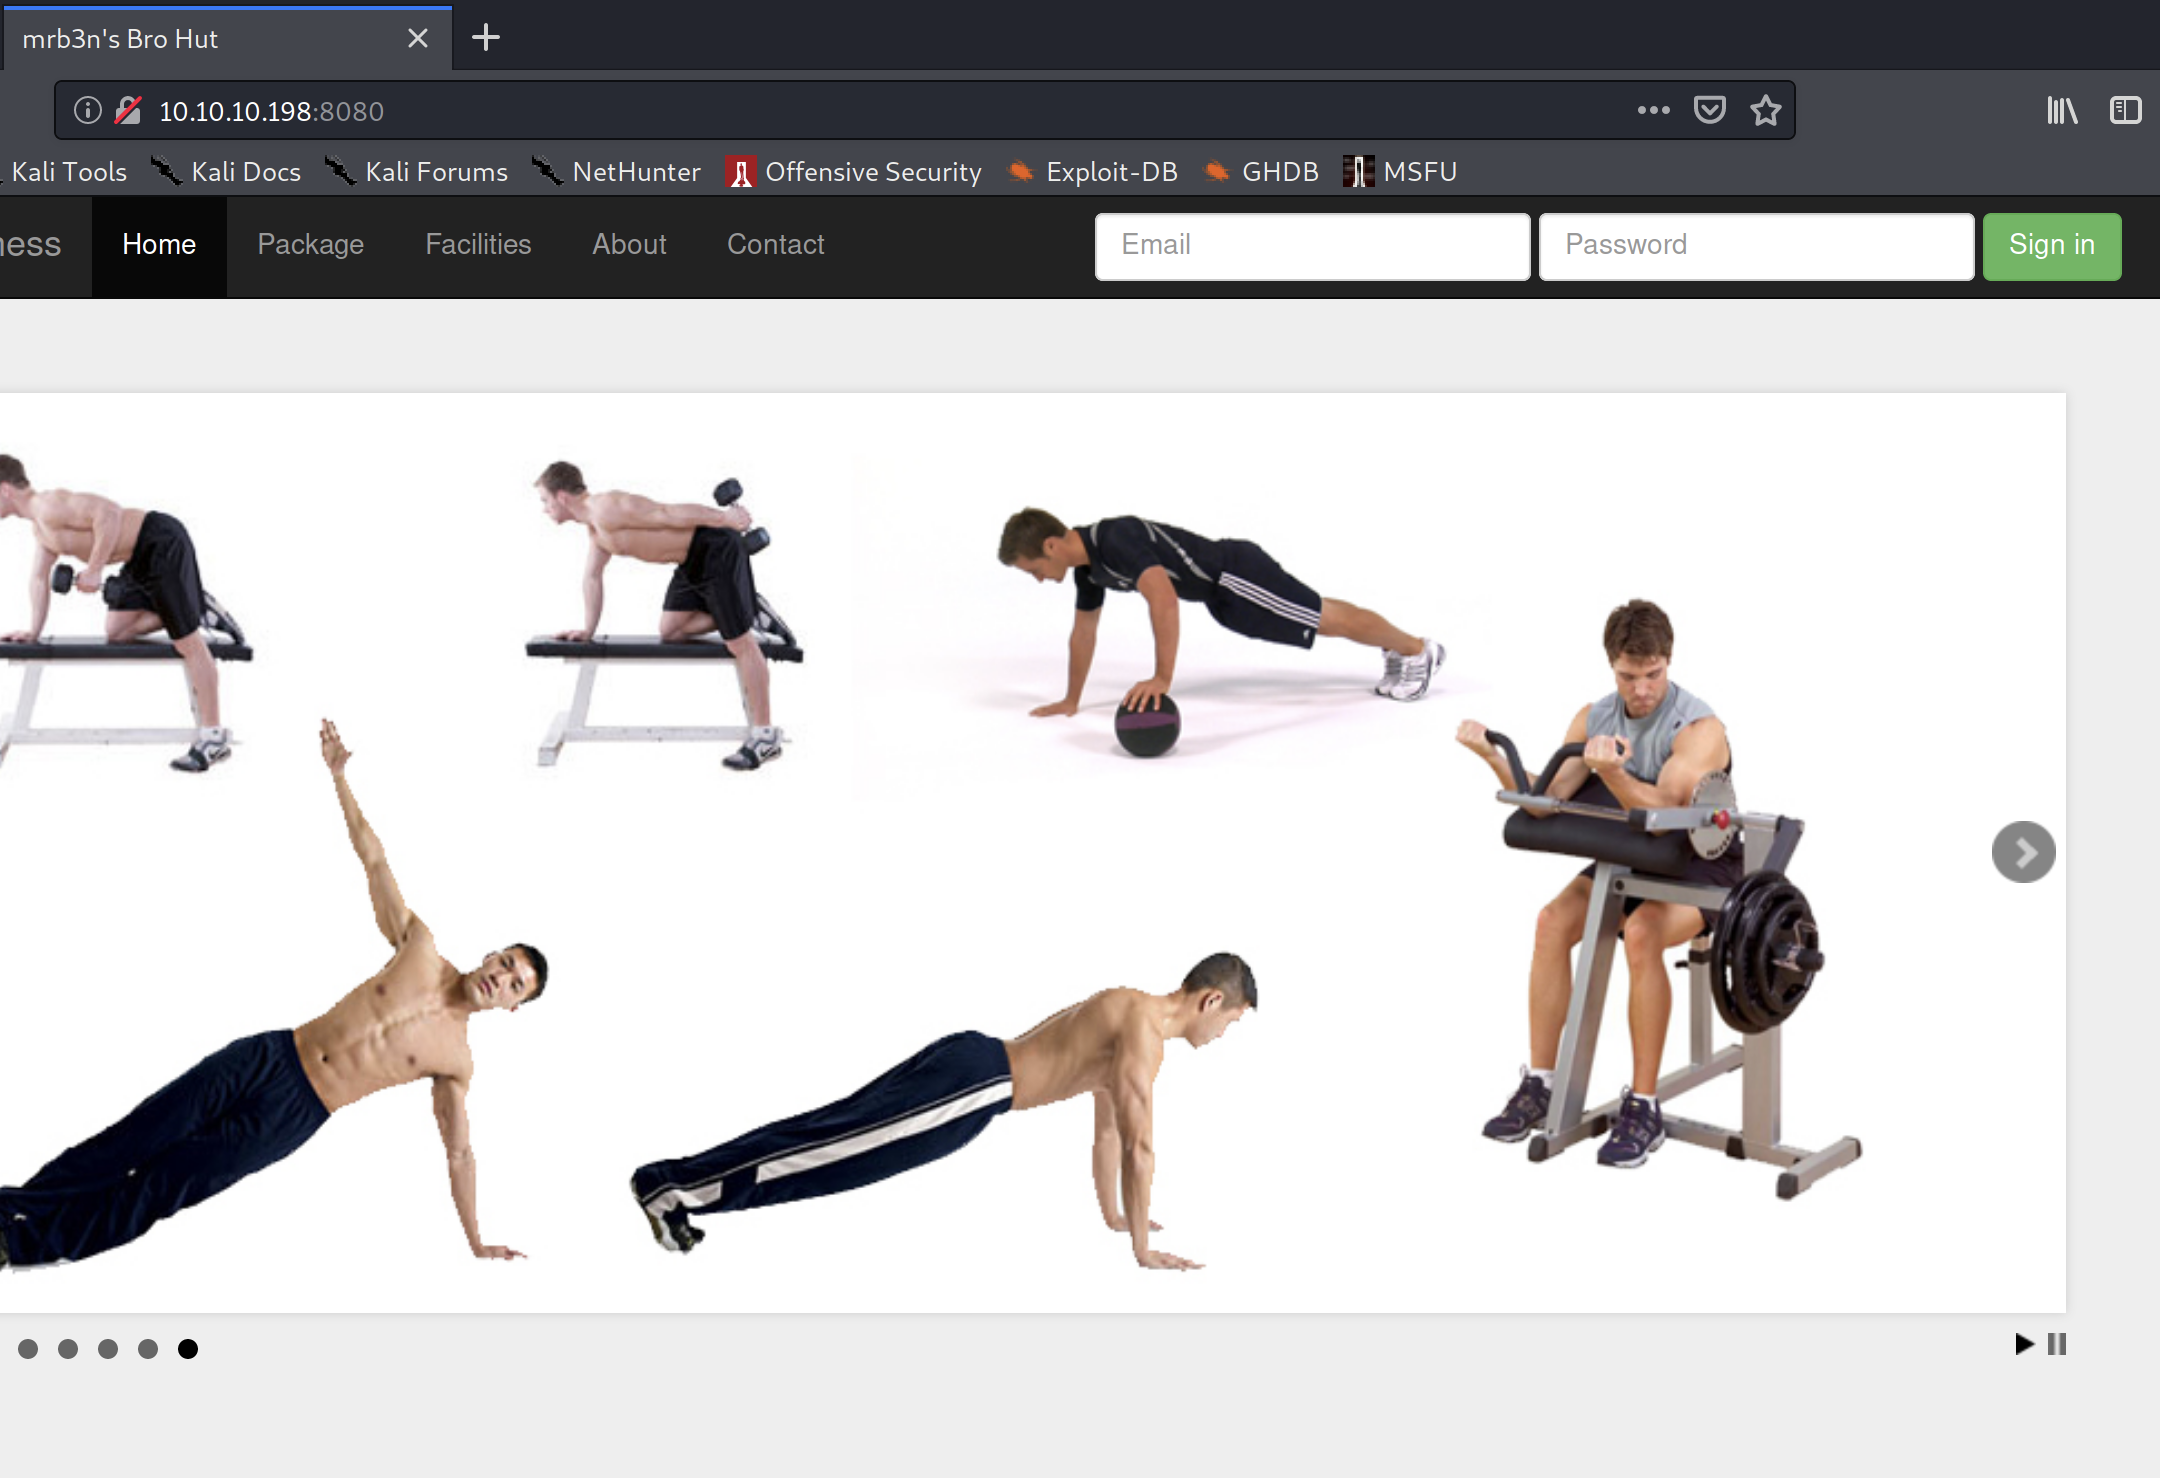 mrb3n's Bro Hut
10.10.10.198:8080
Kali Tools Kali Docs Kali Forums NetHunter Offensive Security Exploit-DB GHDB MSFU
ness Home Package Facilities About Contact Email Password Sign in